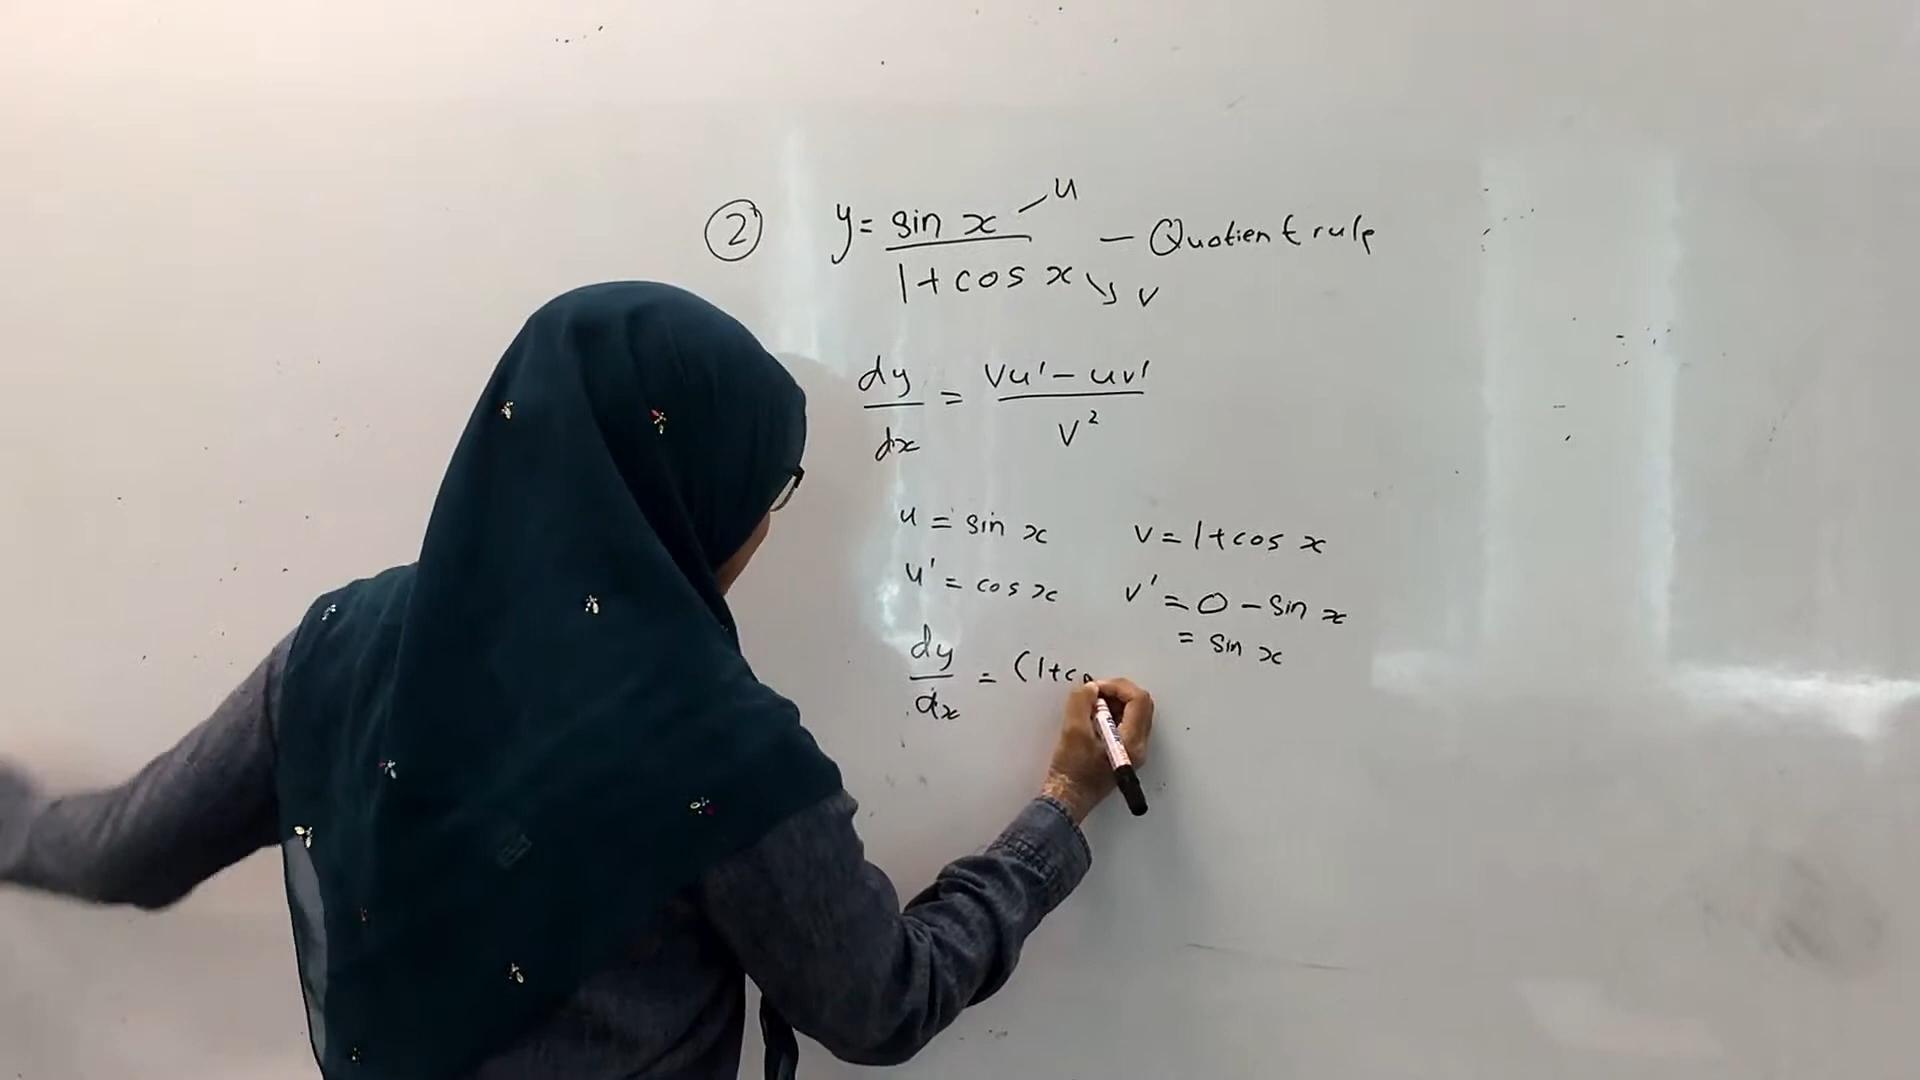 ② y = sin x / 1 + cos x — Quotient rule
u
v
dy/dx = vu' - uv' / v²
u = sin x    v = 1 + cos x
u' = cos x    v' = 0 - sin x
= sin x
dy/dx = (1+co